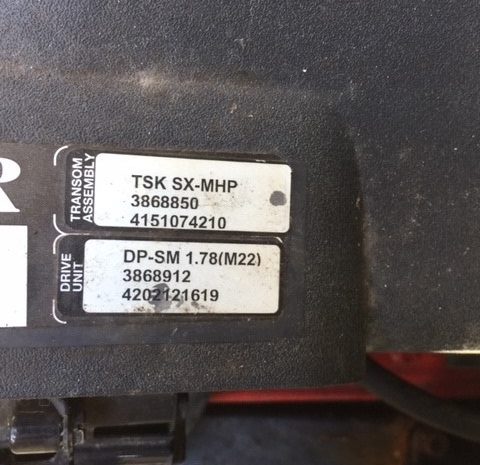 R
TRANSOM
ASSEMBLY
TSK SX-MHP
3868850
4151074210
DRIVE
UNIT
DP-SM 1.78(M22)
3868912
4202121619